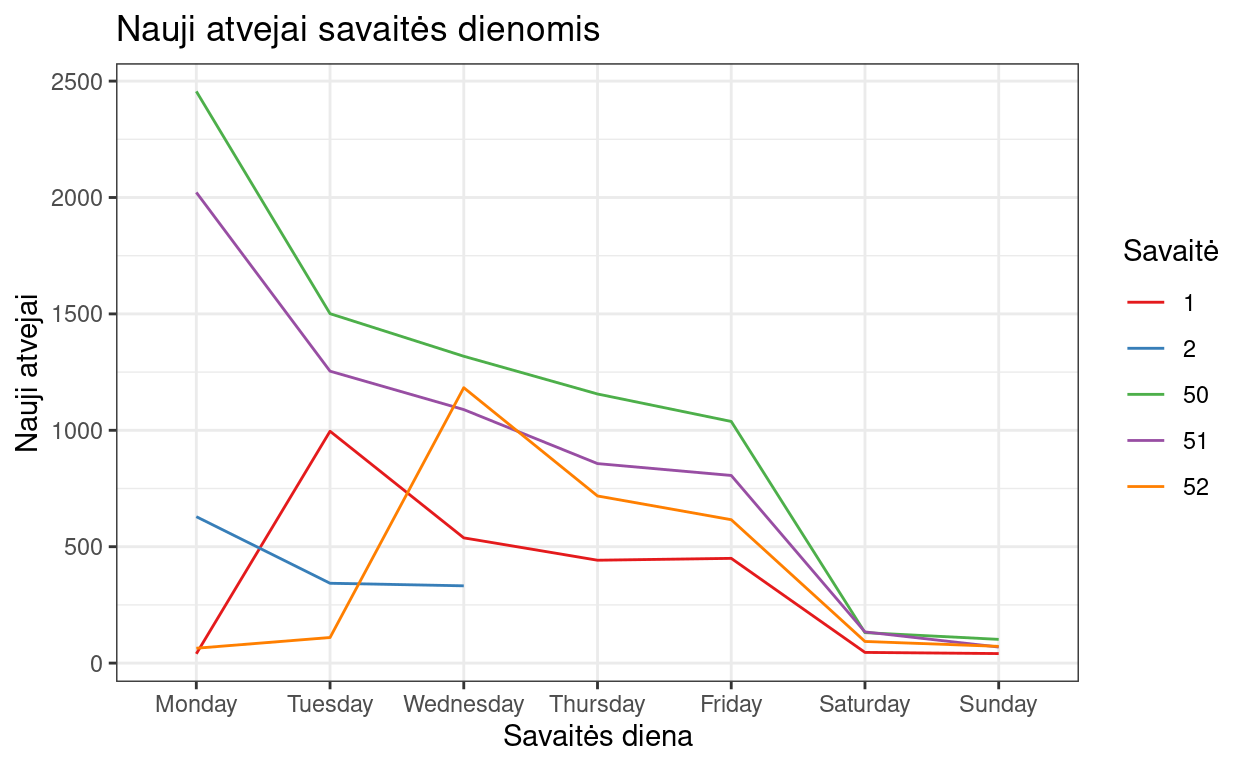 Nauji atvejai savaitės dienomis
Nauji atvejai
2500
2000
1500
1000
500
0
Monday Tuesday Wednesday Thursday Friday Saturday Sunday
Savaitės diena
Savaitė
1
2
50
51
52